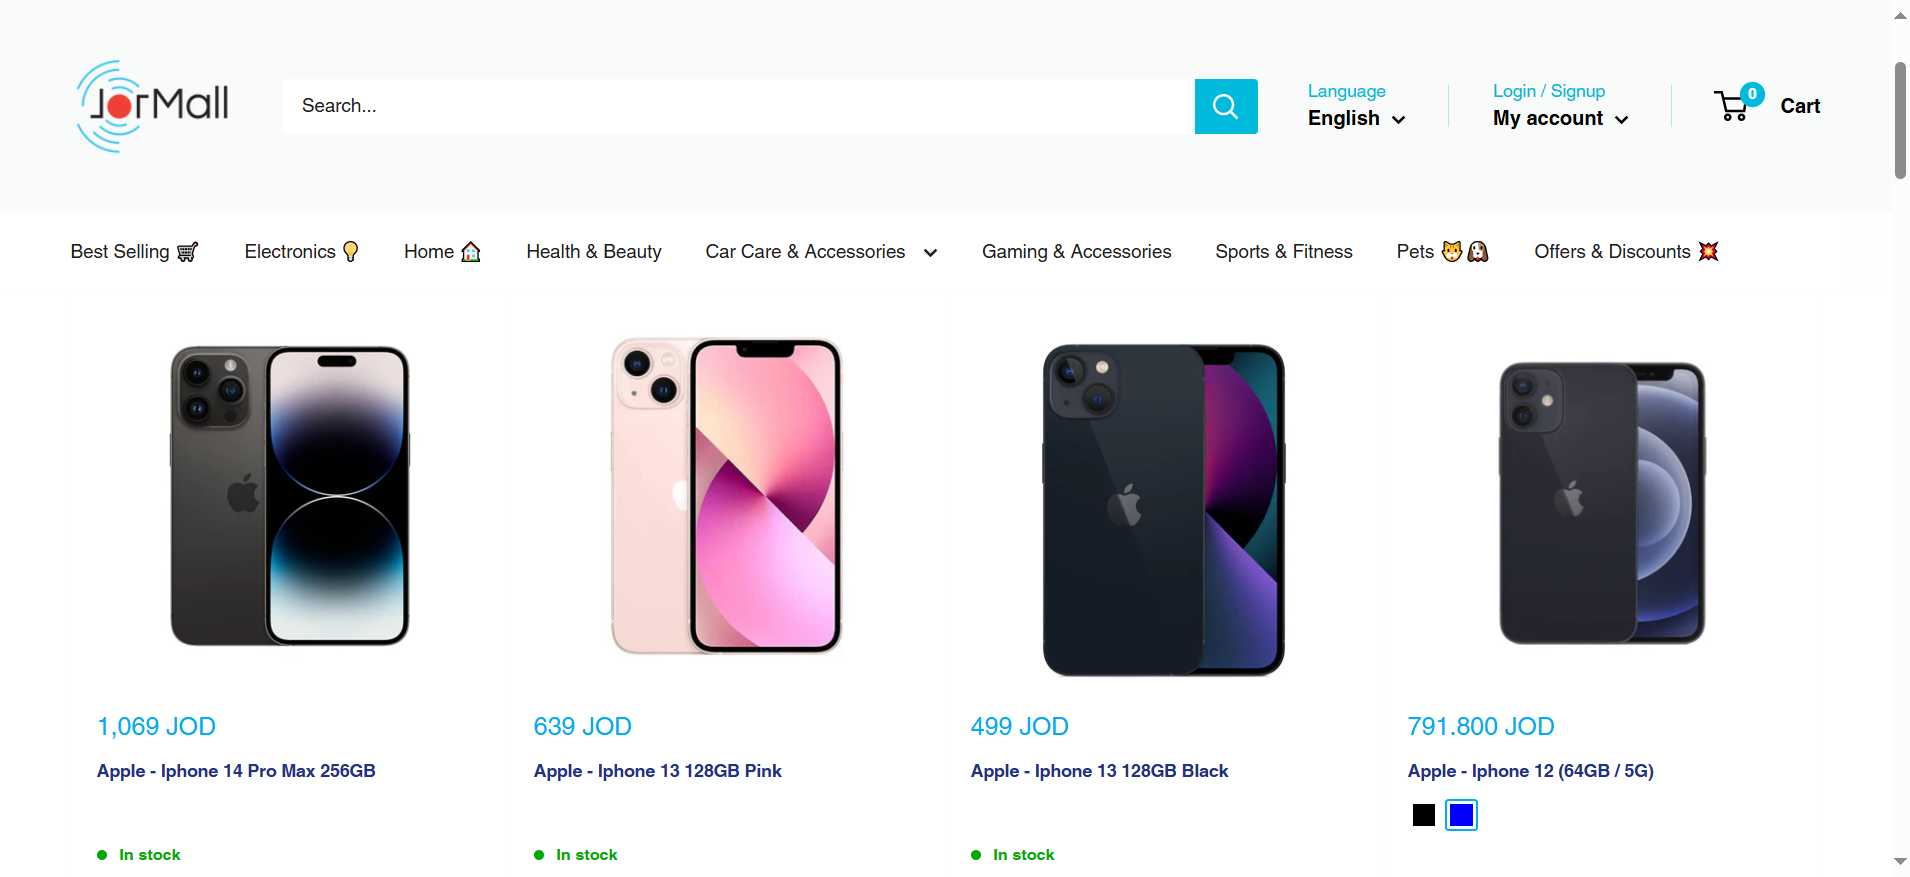 JorMall
Search...
Language
English
Login / Signup
My account
0
Cart
Best Selling 🛒
Electronics 💡
Home 🏠
Health & Beauty
Car Care & Accessories
Gaming & Accessories
Sports & Fitness
Pets 🐱🐶
Offers & Discounts 💥
1,069 JOD
Apple - Iphone 14 Pro Max 256GB
In stock
639 JOD
Apple - Iphone 13 128GB Pink
In stock
499 JOD
Apple - Iphone 13 128GB Black
In stock
791.800 JOD
Apple - Iphone 12 (64GB / 5G)